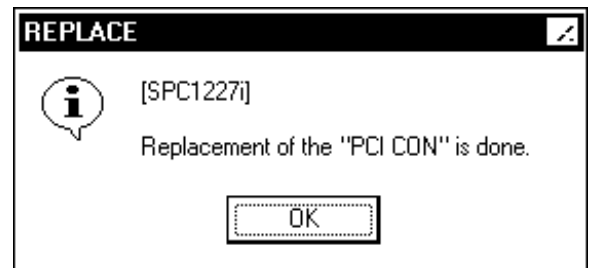 REPLACE
[SPC1227i]
Replacement of the "PCI CON" is done.
OK